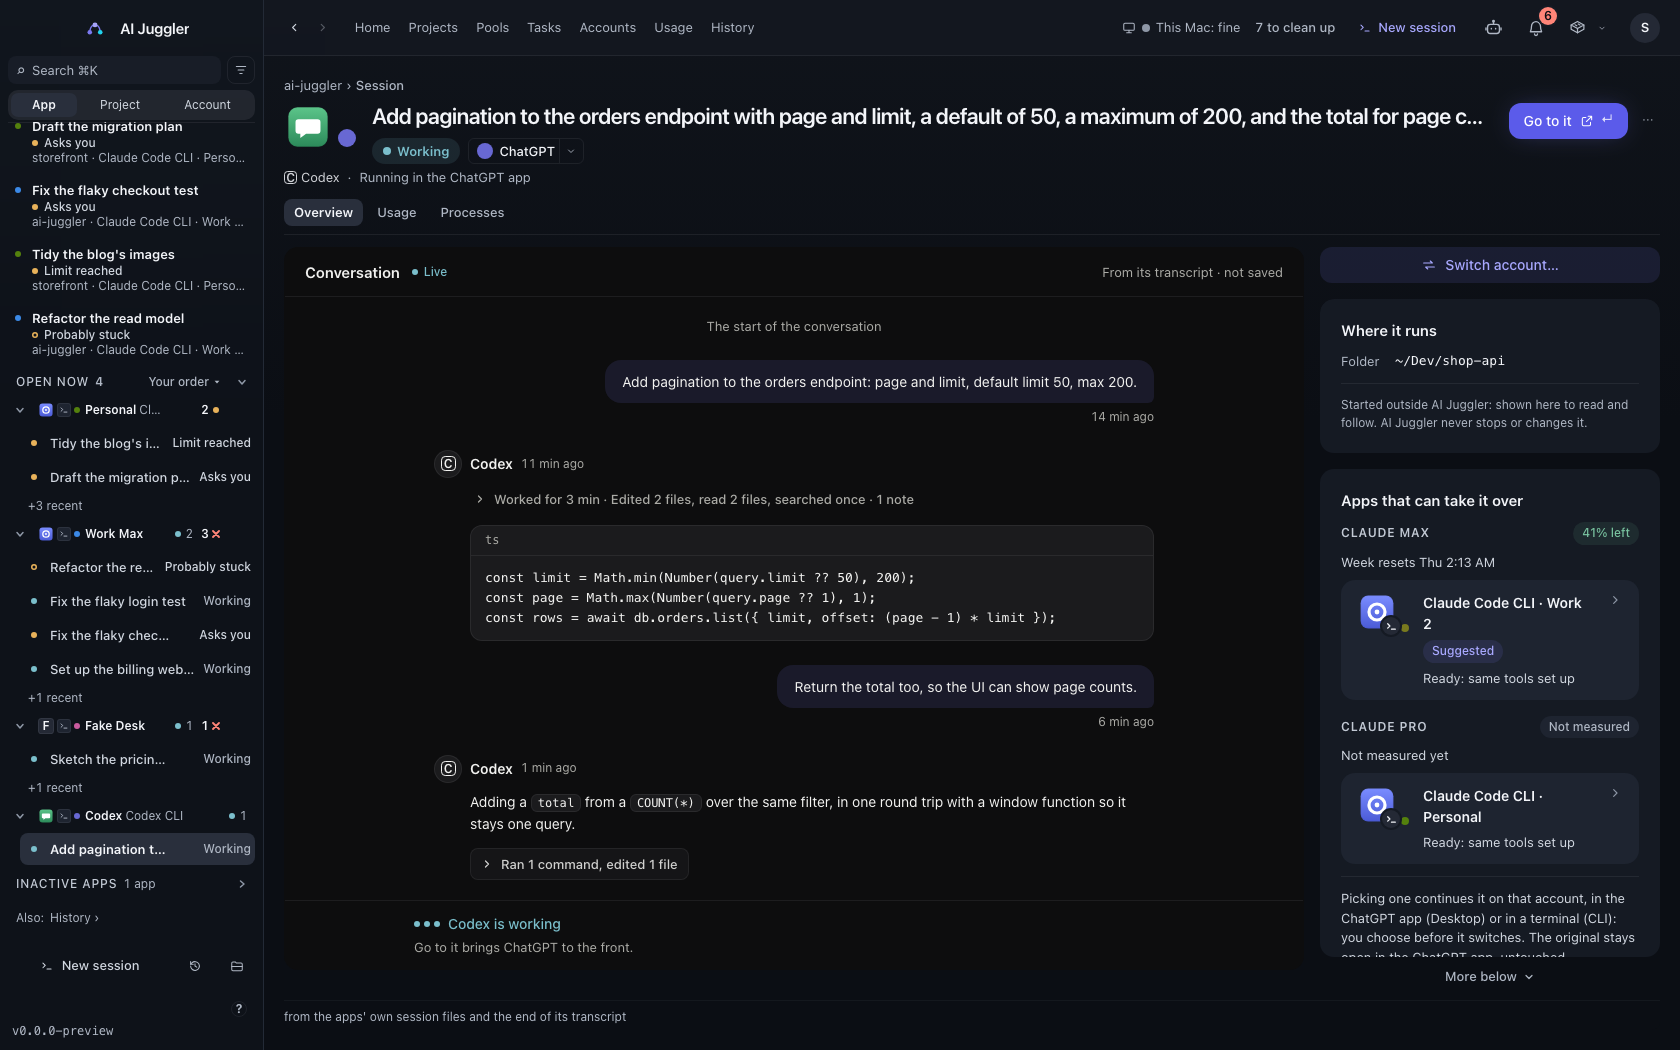 AI Juggler
Search ⌘K
App Project Account
Draft the migration plan
Asks you
storefront · Claude Code CLI · Perso...
Fix the flaky checkout test
Asks you
ai-juggler · Claude Code CLI · Work ...
Tidy the blog's images
Limit reached
storefront · Claude Code CLI · Perso...
Refactor the read model
Probably stuck
ai-juggler · Claude Code CLI · Work ...
OPEN NOW 4 Your order
Personal Cl... 2
Tidy the blog's i... Limit reached
Draft the migration p... Asks you
+3 recent
Work Max 2 3
Refactor the re... Probably stuck
Fix the flaky login test Working
Fix the flaky chec... Asks you
Set up the billing web... Working
+1 recent
F Fake Desk 1 1
Sketch the pricin... Working
+1 recent
Codex Codex CLI 1
Add pagination t... Working
INACTIVE APPS 1 app
Also: History ›
New session
?
v0.0.0-preview
Home Projects Pools Tasks Accounts Usage History
This Mac: fine 7 to clean up New session 6 S
ai-juggler › Session
Add pagination to the orders endpoint with page and limit, a default of 50, a maximum of 200, and the total for page c...
Go to it
Working ChatGPT
C Codex · Running in the ChatGPT app
Overview Usage Processes
Conversation Live From its transcript · not saved
The start of the conversation
Add pagination to the orders endpoint: page and limit, default limit 50, max 200.
14 min ago
C Codex 11 min ago
Worked for 3 min · Edited 2 files, read 2 files, searched once · 1 note
ts
const limit = Math.min(Number(query.limit ?? 50), 200);
const page = Math.max(Number(query.page ?? 1), 1);
const rows = await db.orders.list({ limit, offset: (page - 1) * limit });
Return the total too, so the UI can show page counts.
6 min ago
C Codex 1 min ago
Adding a total from a COUNT(*) over the same filter, in one round trip with a window function so it
stays one query.
Ran 1 command, edited 1 file
Codex is working
Go to it brings ChatGPT to the front.
Switch account...
Where it runs
Folder ~/Dev/shop-api
Started outside AI Juggler: shown here to read and
follow. AI Juggler never stops or changes it.
Apps that can take it over
CLAUDE MAX 41% left
Week resets Thu 2:13 AM
Claude Code CLI · Work
2
Suggested
Ready: same tools set up
CLAUDE PRO Not measured
Not measured yet
Claude Code CLI ·
Personal
Ready: same tools set up
Picking one continues it on that account, in the
ChatGPT app (Desktop) or in a terminal (CLI):
you choose before it switches. The original stays
open in the ChatGPT app, untouched
More below
from the apps' own session files and the end of its transcript